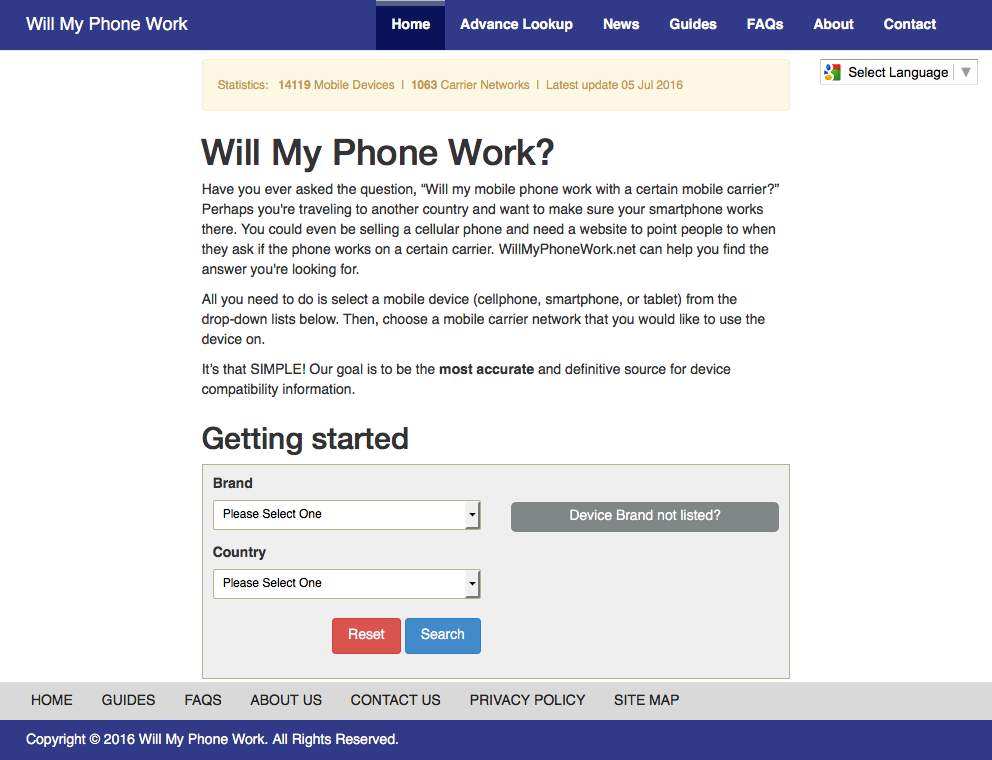 Will My Phone Work
Home Advance Lookup News Guides FAQs About Contact
Statistics: 14119 Mobile Devices | 1063 Carrier Networks | Latest update 05 Jul 2016
Select Language
Will My Phone Work?
Have you ever asked the question, “Will my mobile phone work with a certain mobile carrier?”
Perhaps you're traveling to another country and want to make sure your smartphone works
there. You could even be selling a cellular phone and need a website to point people to when
they ask if the phone works on a certain carrier. WillMyPhoneWork.net can help you find the
answer you're looking for.
All you need to do is select a mobile device (cellphone, smartphone, or tablet) from the
drop-down lists below. Then, choose a mobile carrier network that you would like to use the
device on.
It’s that SIMPLE! Our goal is to be the most accurate and definitive source for device
compatibility information.
Getting started
Brand
Please Select One
Device Brand not listed?
Country
Please Select One
Reset Search
HOME GUIDES FAQS ABOUT US CONTACT US PRIVACY POLICY SITE MAP
Copyright © 2016 Will My Phone Work. All Rights Reserved.